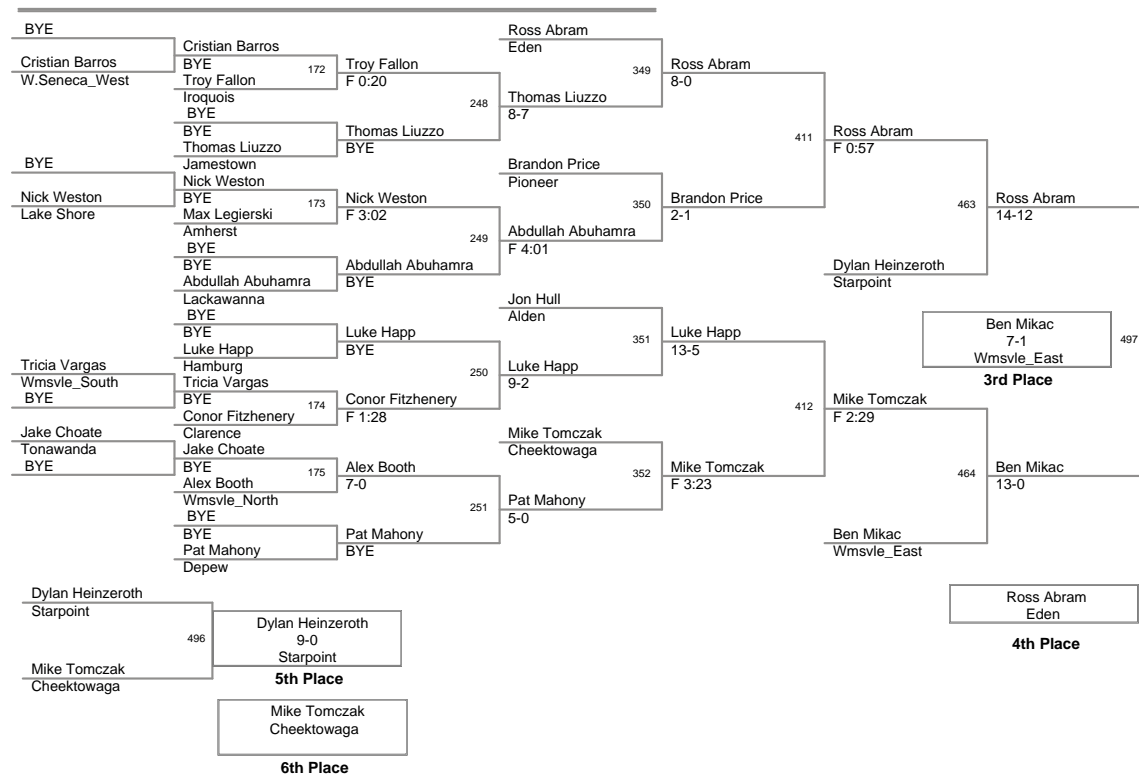 BYE
Cristian Barros
W.Seneca_West
BYE
Nick Weston
Lake Shore
Tricia Vargas
Wmsvle_South
BYE
Jake Choate
Tonawanda
BYE
Cristian Barros
BYE
172
Troy Fallon
Iroquois
BYE
BYE
Thomas Liuzzo
Jamestown
Nick Weston
BYE
173
Max Legierski
Amherst
BYE
BYE
Abdullah Abuhamra
Lackawanna
BYE
BYE
Luke Happ
Hamburg
Tricia Vargas
BYE
174
Conor Fitzhenery
Clarence
Jake Choate
BYE
175
Alex Booth
Wmsvle_North
BYE
BYE
Pat Mahony
Depew
Troy Fallon
F 0:20
248
Thomas Liuzzo
BYE
Nick Weston
F 3:02
249
Abdullah Abuhamra
BYE
Luke Happ
BYE
250
Conor Fitzhenery
F 1:28
Alex Booth
7-0
251
Pat Mahony
BYE
Ross Abram
Eden
349
Thomas Liuzzo
8-7
Brandon Price
Pioneer
350
Abdullah Abuhamra
F 4:01
Jon Hull
Alden
351
Luke Happ
9-2
Mike Tomczak
Cheektowaga
352
Pat Mahony
5-0
Ross Abram
8-0
411
Brandon Price
2-1
Luke Happ
13-5
412
Mike Tomczak
F 3:23
Ross Abram
F 0:57
463
Dylan Heinzeroth
Starpoint
Mike Tomczak
F 2:29
464
Ben Mikac
Wmsvle_East
Ross Abram
14-12
Ben Mikac
7-1
Wmsvle_East
497
3rd Place
Ben Mikac
13-0
Ross Abram
Eden
4th Place
Dylan Heinzeroth
Starpoint
496
Mike Tomczak
Cheektowaga
Dylan Heinzeroth
9-0
Starpoint
5th Place
Mike Tomczak
Cheektowaga
6th Place